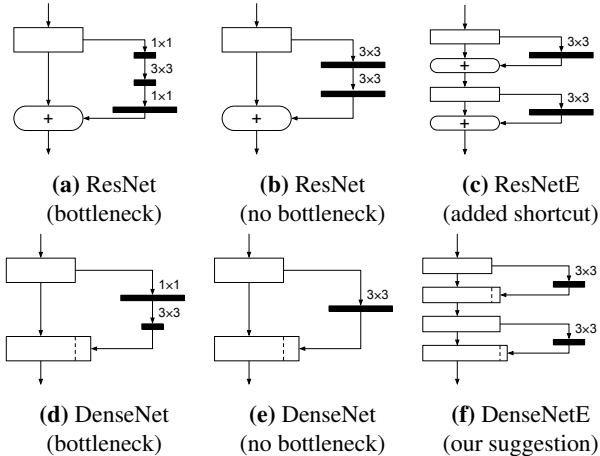 1×1
3×3
1×1
+
(a) ResNet
(bottleneck)
3×3
3×3
+
(b) ResNet
(no bottleneck)
3×3
+
3×3
+
(c) ResNetE
(added shortcut)
1×1
3×3
(d) DenseNet
(bottleneck)
3×3
(e) DenseNet
(no bottleneck)
3×3
3×3
(f) DenseNetE
(our suggestion)